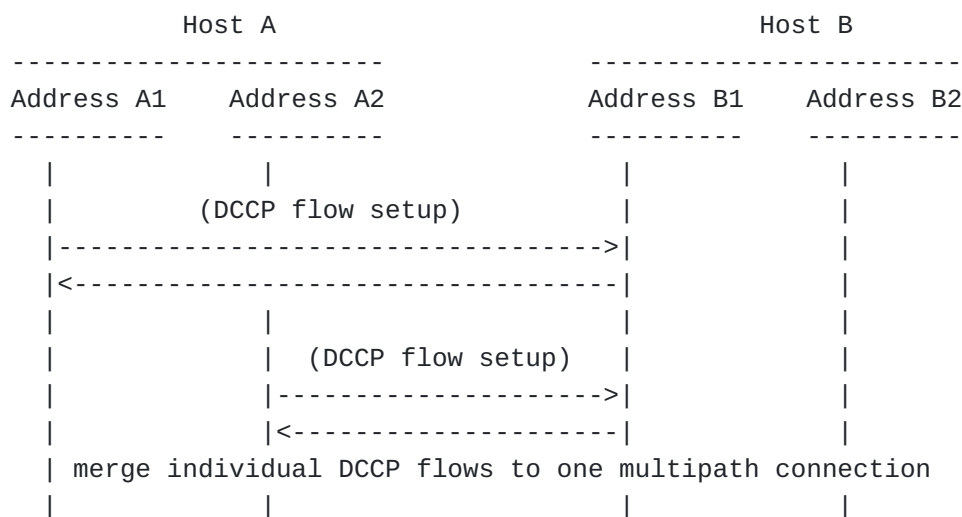 Host A Host B
------------------------ ------------------------
Address A1 Address A2 Address B1 Address B2
---------- ---------- ---------- ----------
| | | |
| (DCCP flow setup) | |
|----------------------------------->| |
|<-----------------------------------| |
| | | |
| | (DCCP flow setup) | |
| |--------------------->| |
| |<---------------------| |
| merge individual DCCP flows to one multipath connection
| | | |